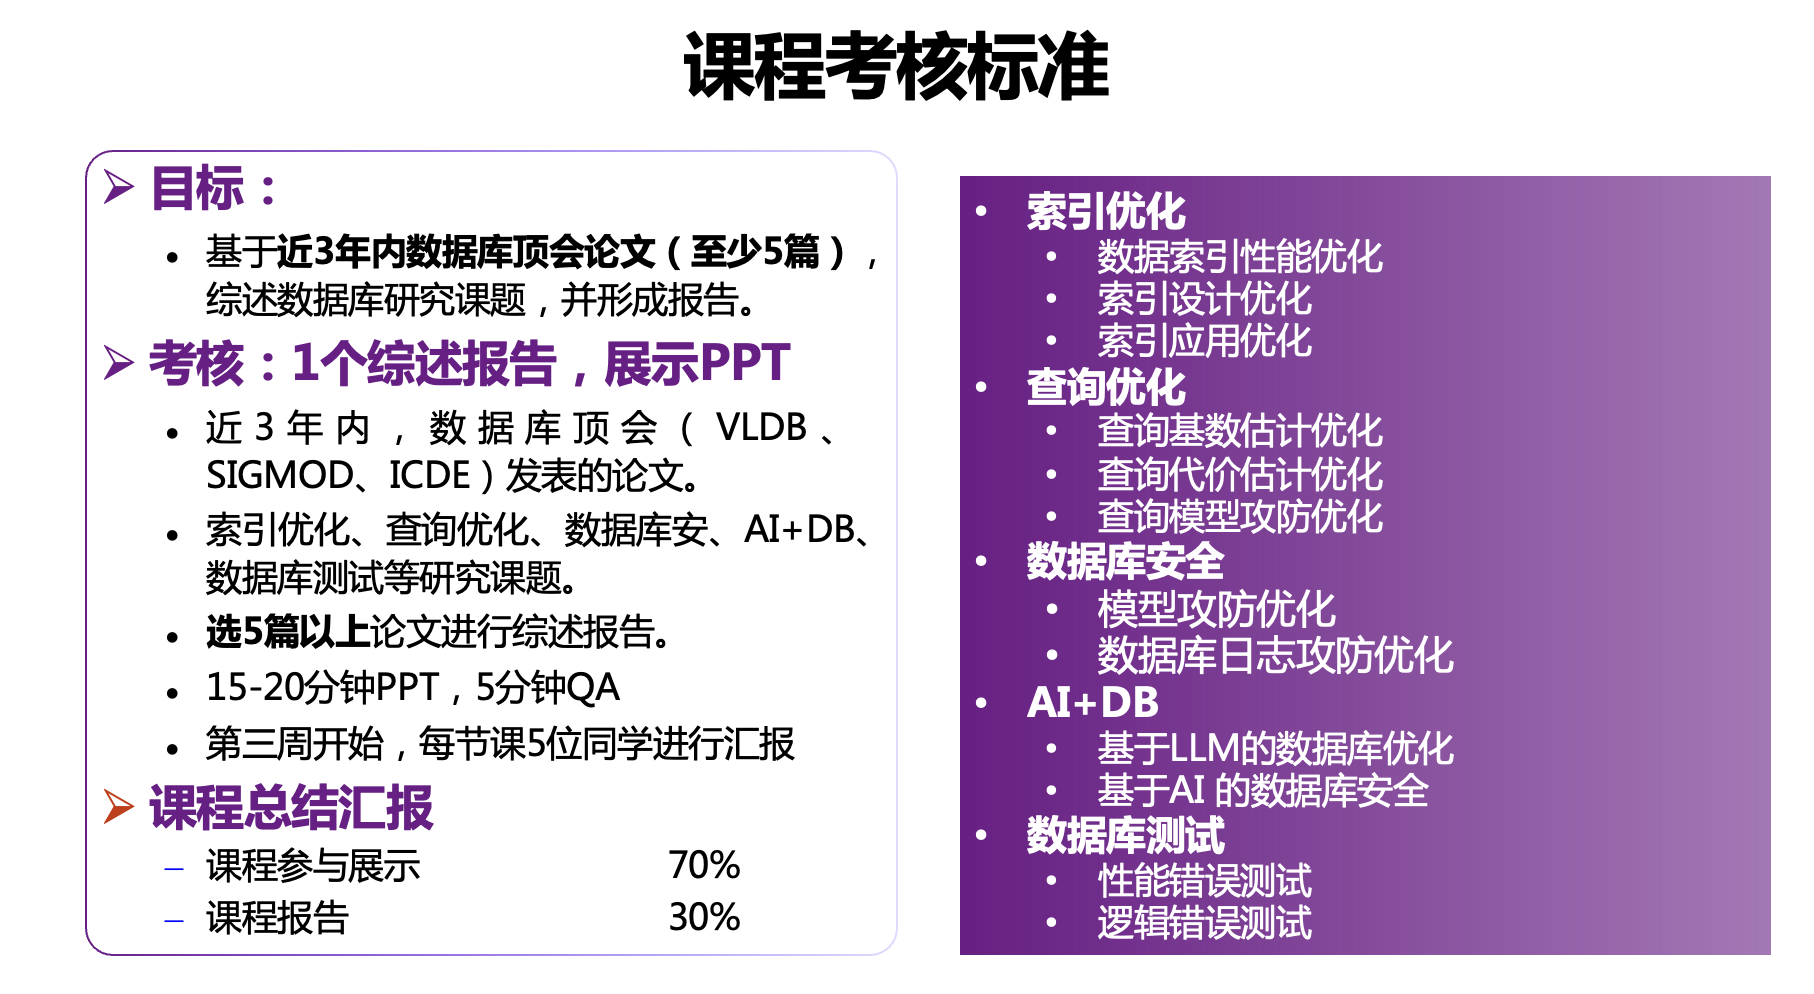 课程考核标准
目标：
基于近3年内数据库顶会论文（至少5篇），
综述数据库研究课题，并形成报告。
考核：1个综述报告，展示PPT
近3年内，数据库顶会（VLDB、
SIGMOD、ICDE）发表的论文。
索引优化、查询优化、数据库安、AI+DB、
数据库测试等研究课题。
选5篇以上论文进行综述报告。
15-20分钟PPT，5分钟QA
第三周开始，每节课5位同学进行汇报
课程总结汇报
– 课程参与展示 70%
– 课程报告 30%
• 索引优化
• 数据索引性能优化
• 索引设计优化
• 索引应用优化
• 查询优化
• 查询基数估计优化
• 查询代价估计优化
• 查询模型攻防优化
• 数据库安全
• 模型攻防优化
• 数据库日志攻防优化
• AI+DB
• 基于LLM的数据库优化
• 基于AI 的数据库安全
• 数据库测试
• 性能错误测试
• 逻辑错误测试